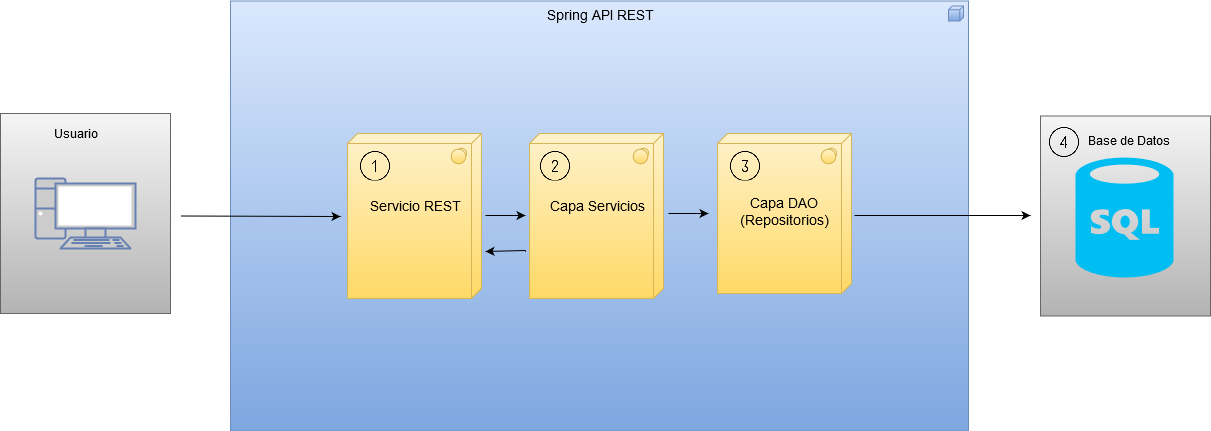 Spring API REST
Usuario
1
Servicio REST
2
Capa Servicios
3
Capa DAO
(Repositorios)
4
Base de Datos
SQL